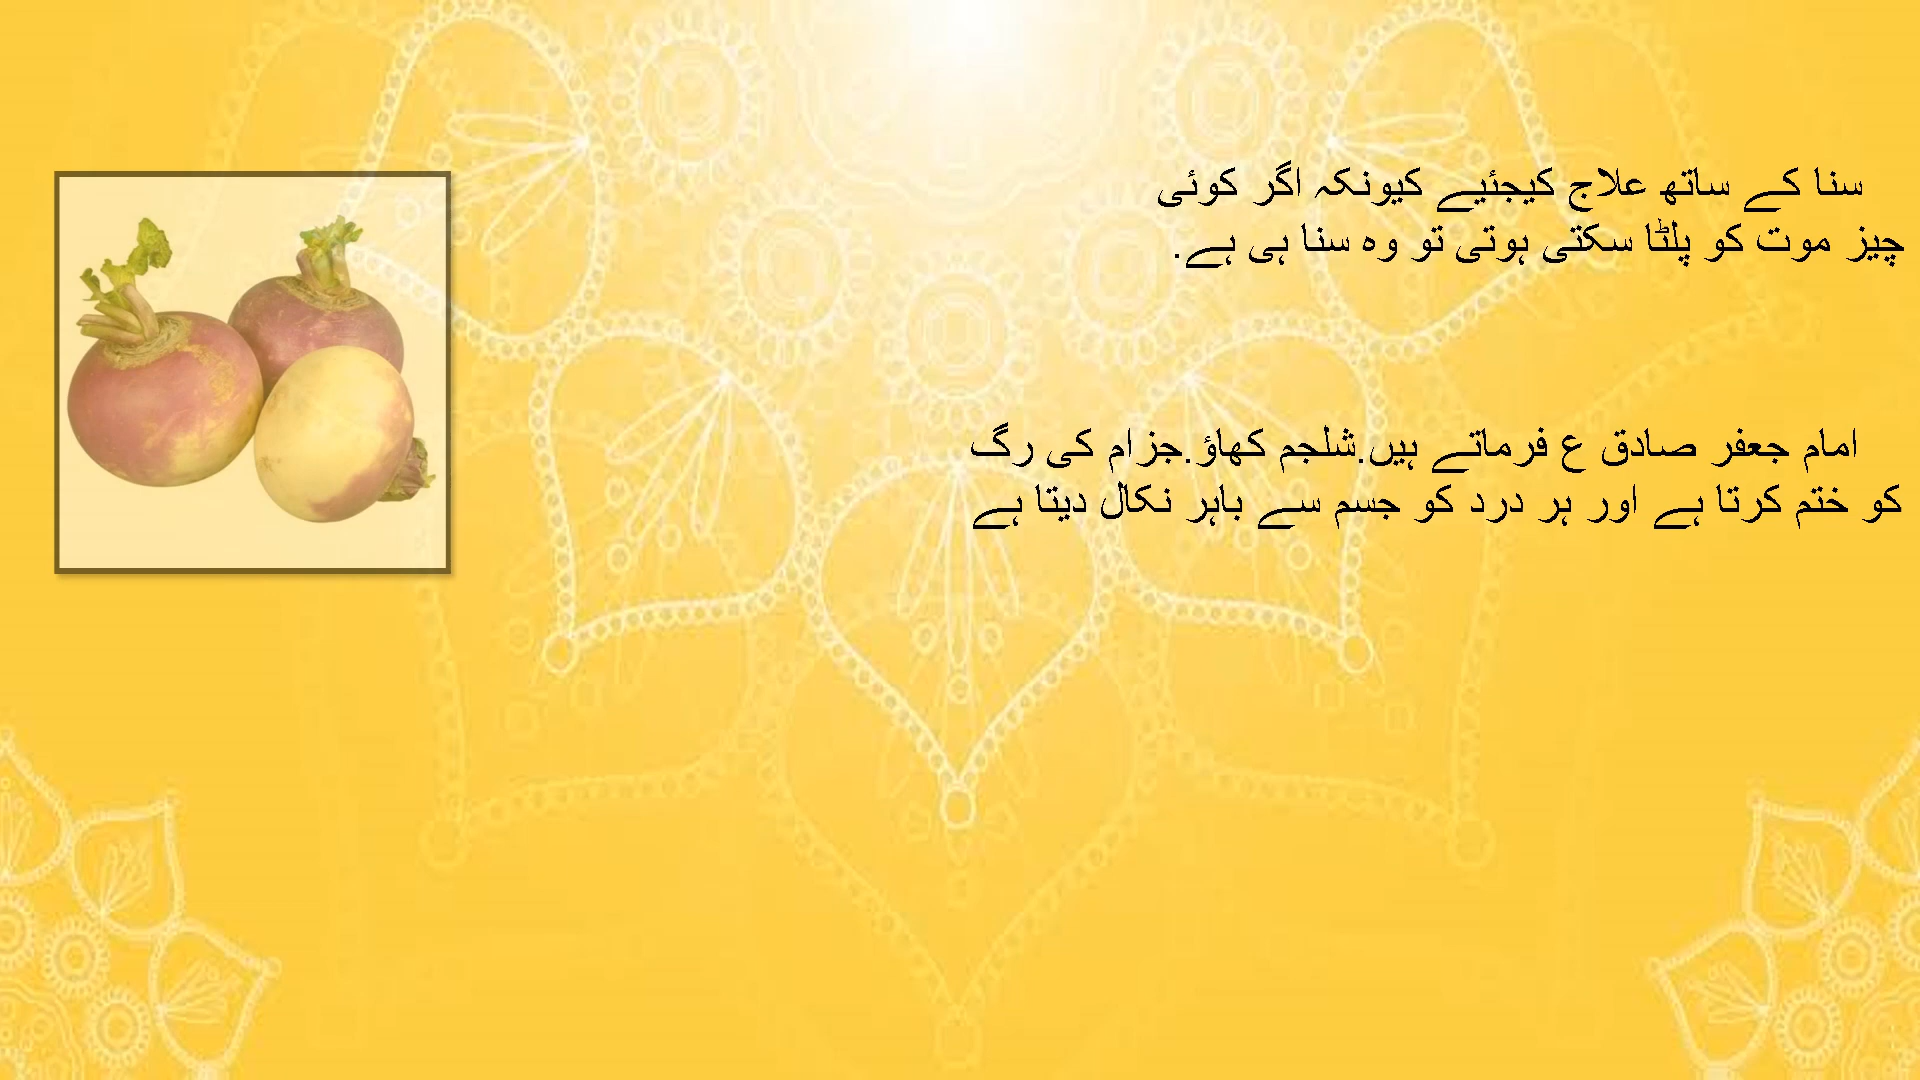 سنا کے ساتھ علاج کیجئیے کیونکہ اگر کوئی
چیز موت کو پلٹا سکتی ہوتی تو وہ سنا ہی ہے.
امام جعفر صادق ع فرماتے ہیں.شلجم کھاؤ.جزام کی رگ
کو ختم کرتا ہے اور ہر درد کو جسم سے باہر نکال دیتا ہے